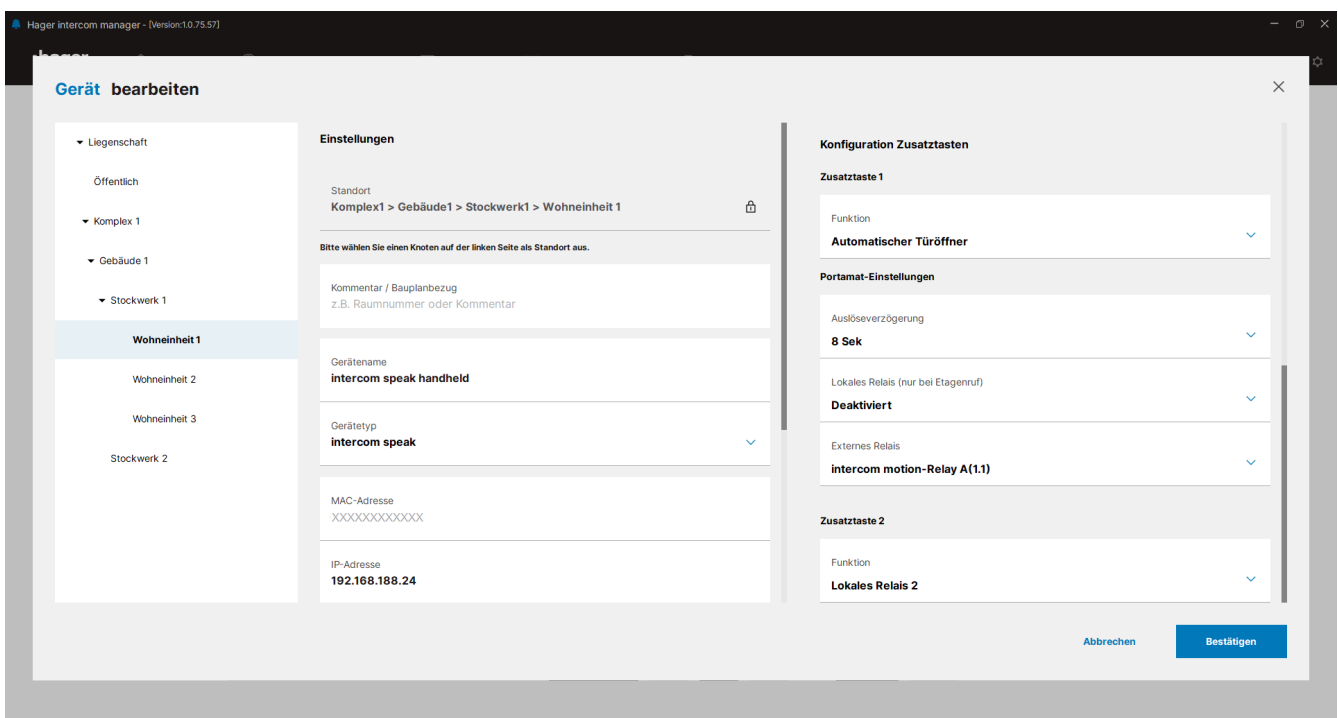 Hager intercom manager - [Version:1.0.75.57]
Gerät bearbeiten
Liegenschaft
Öffentlich
Komplex 1
Gebäude 1
Stockwerk 1
Wohneinheit 1
Wohneinheit 2
Wohneinheit 3
Stockwerk 2
Einstellungen
Standort
Komplex1 > Gebäude1 > Stockwerk1 > Wohneinheit 1
Bitte wählen Sie einen Knoten auf der linken Seite als Standort aus.
Kommentar / Bauplanbezug
z.B. Raumnummer oder Kommentar
Gerätename
intercom speak handheld
Gerätetyp
intercom speak
MAC-Adresse
XXXXXXXXXXXX
IP-Adresse
192.168.188.24
Konfiguration Zusatztasten
Zusatztaste 1
Funktion
Automatischer Türöffner
Portamat-Einstellungen
Auslöseverzögerung
8 Sek
Lokales Relais (nur bei Etagenruf)
Deaktiviert
Externes Relais
intercom motion-Relay A(1.1)
Zusatztaste 2
Funktion
Lokales Relais 2
Abbrechen
Bestätigen